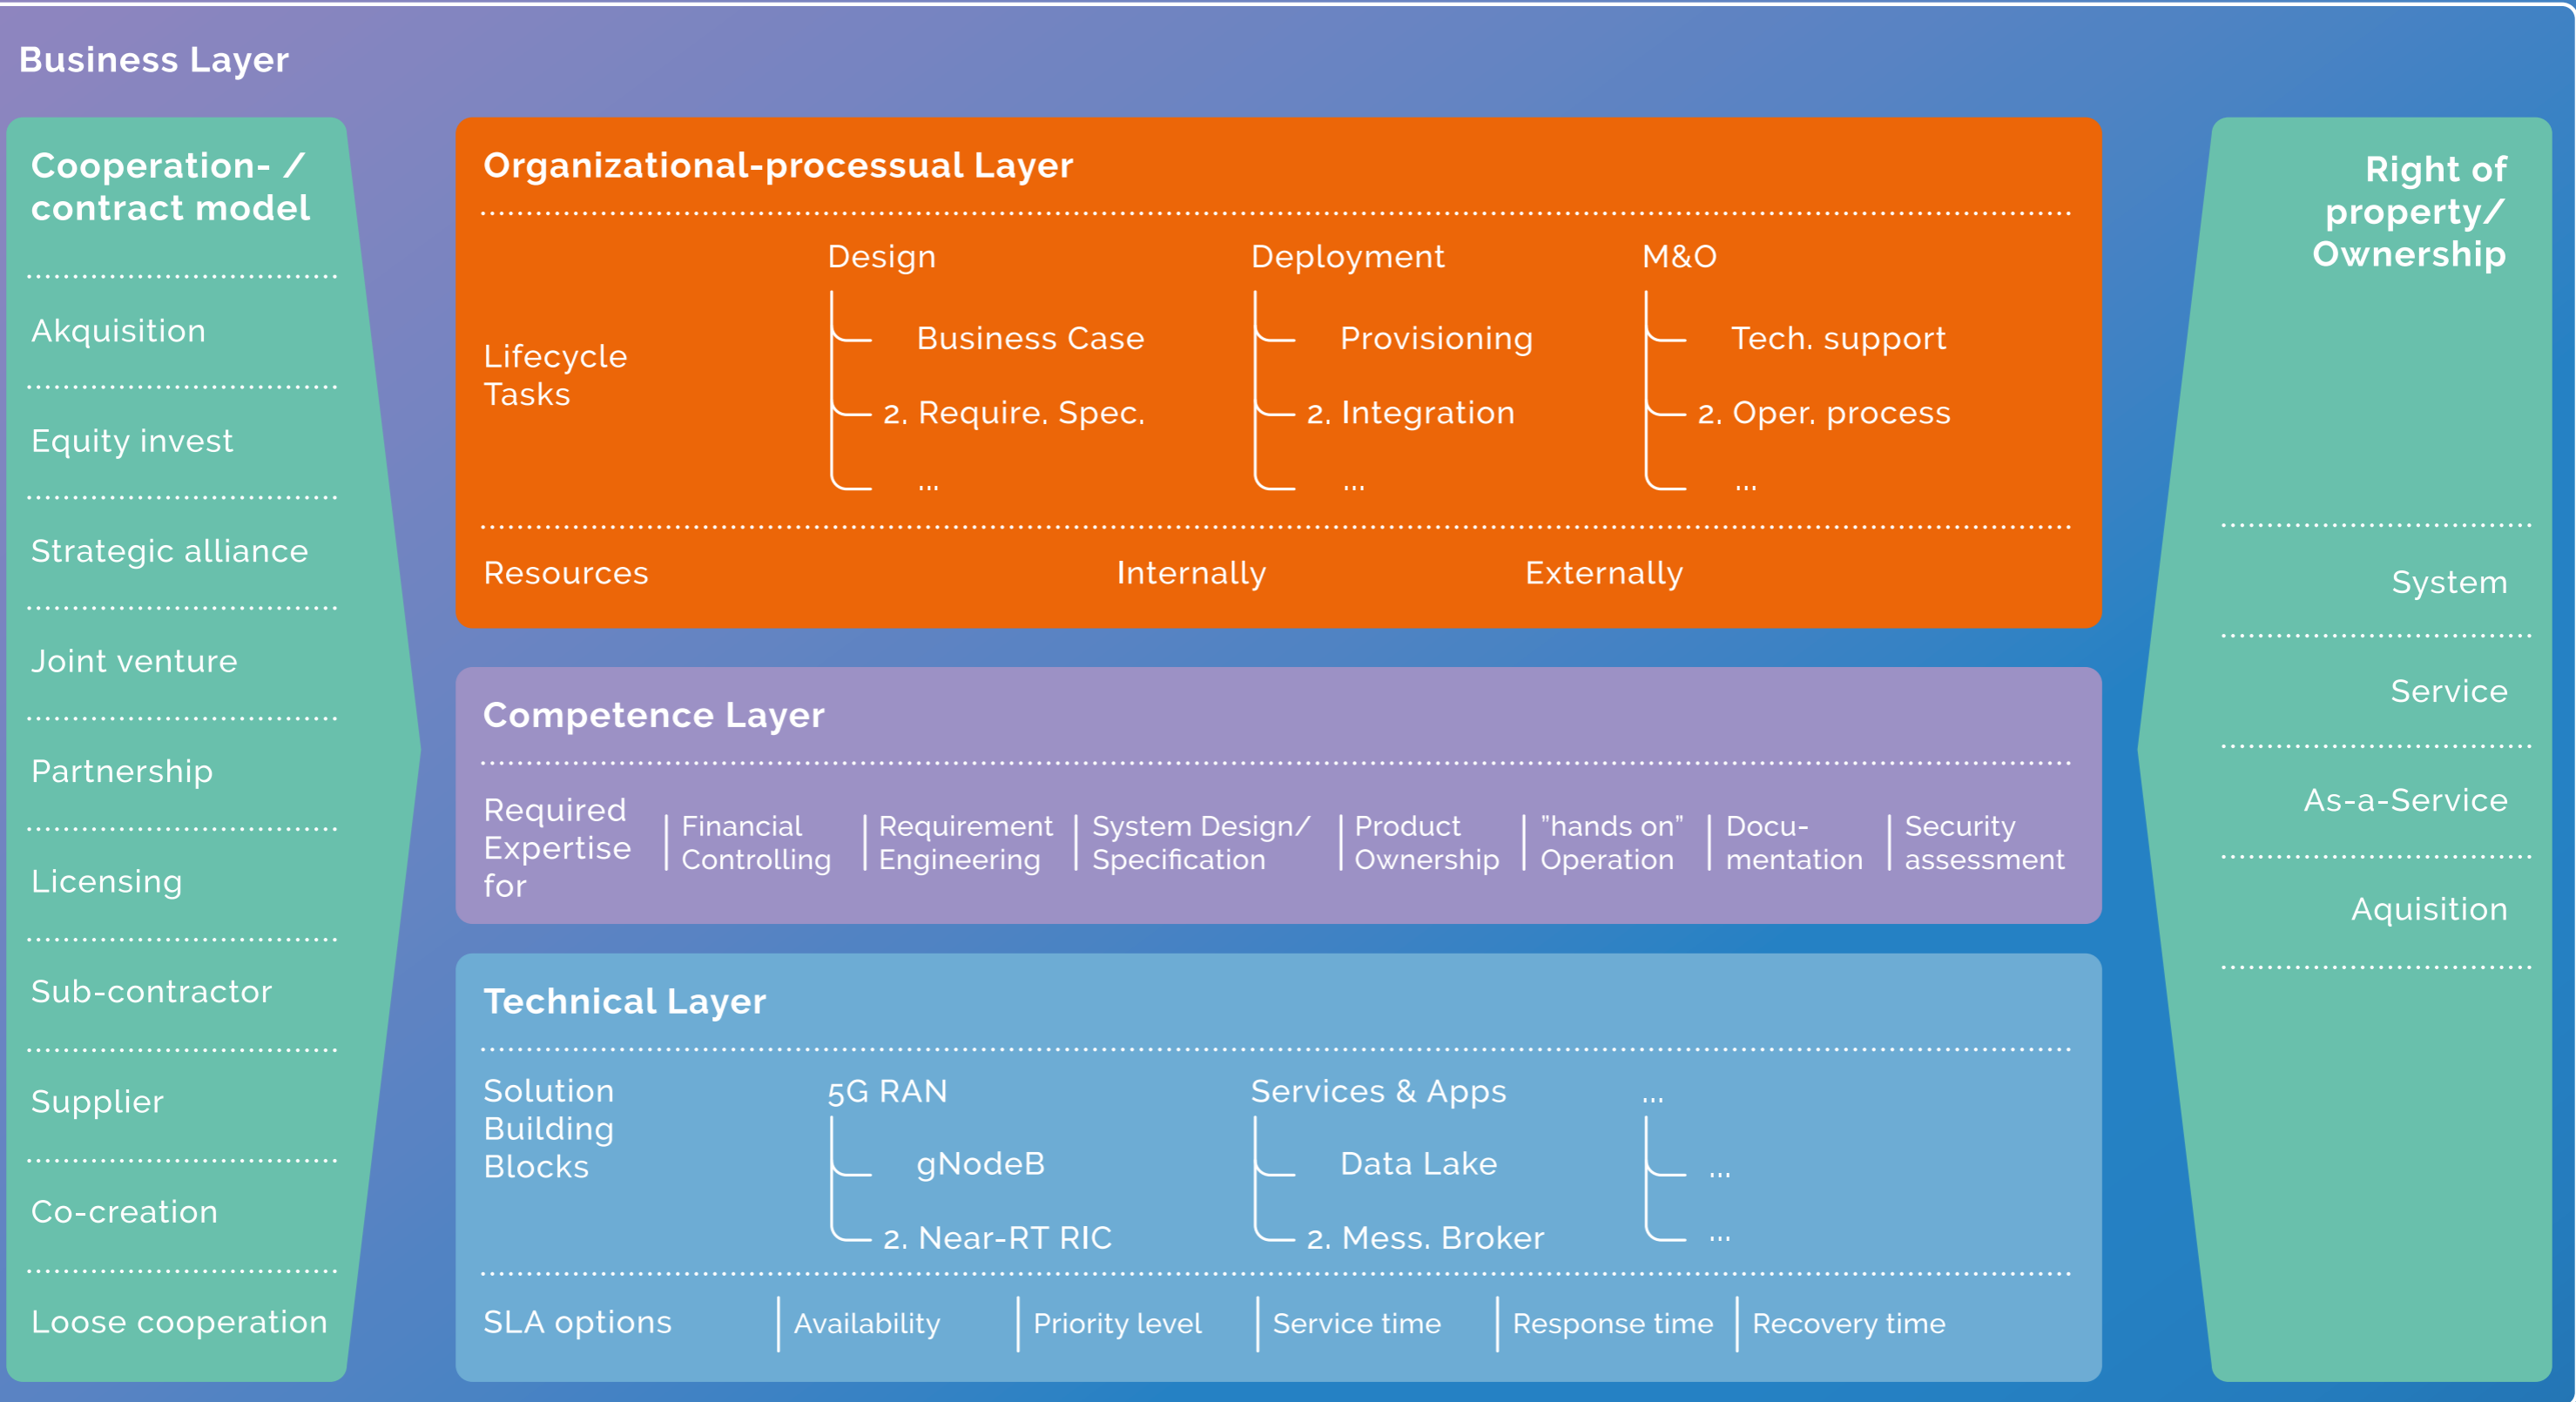 Business Layer
Cooperation- /
contract model
Akquisition
Equity invest
Strategic alliance
Joint venture
Partnership
Licensing
Sub-contractor
Supplier
Co-creation
Loose cooperation
Organizational-processual Layer
Lifecycle
Tasks
Design
Business Case
2. Require. Spec.
...
Deployment
Provisioning
2. Integration
...
M&O
Tech. support
2. Oper. process
...
Resources
Internally
Externally
Competence Layer
Required
Expertise
for
Financial
Controlling
Requirement
Engineering
System Design/
Specification
Product
Ownership
”hands on”
Operation
Docu-
mentation
Security
assessment
Technical Layer
Solution
Building
Blocks
5G RAN
gNodeB
2. Near-RT RIC
Services & Apps
Data Lake
2. Mess. Broker
...
...
...
SLA options
Availability
Priority level
Service time
Response time
Recovery time
Right of
property/
Ownership
System
Service
As-a-Service
Aquisition